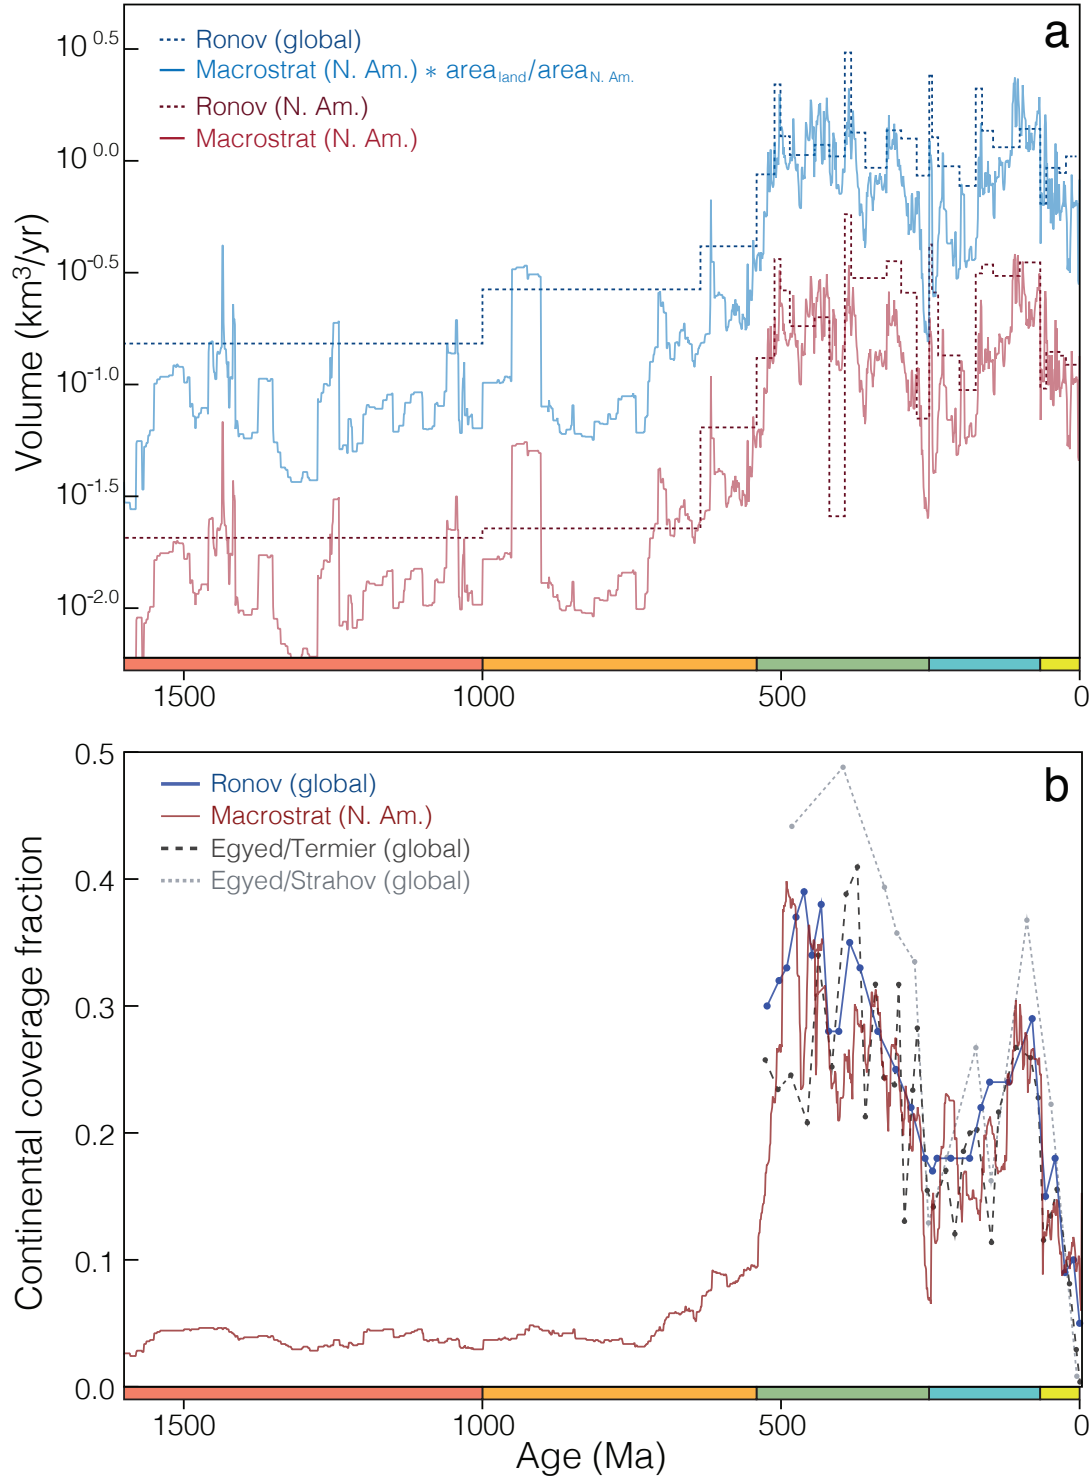 a
Ronov (global)
Macrostrat (N. Am.) * area_land/area_N. Am.
Ronov (N. Am.)
Macrostrat (N. Am.)
Volume (km³/yr)
10^0.5
10^0.0
10^-0.5
10^-1.0
10^-1.5
10^-2.0
1500 1000 500 0
b
Ronov (global)
Macrostrat (N. Am.)
Egyed/Termier (global)
Egyed/Strahov (global)
Continental coverage fraction
0.5
0.4
0.3
0.2
0.1
0.0
1500 1000 500 0
Age (Ma)